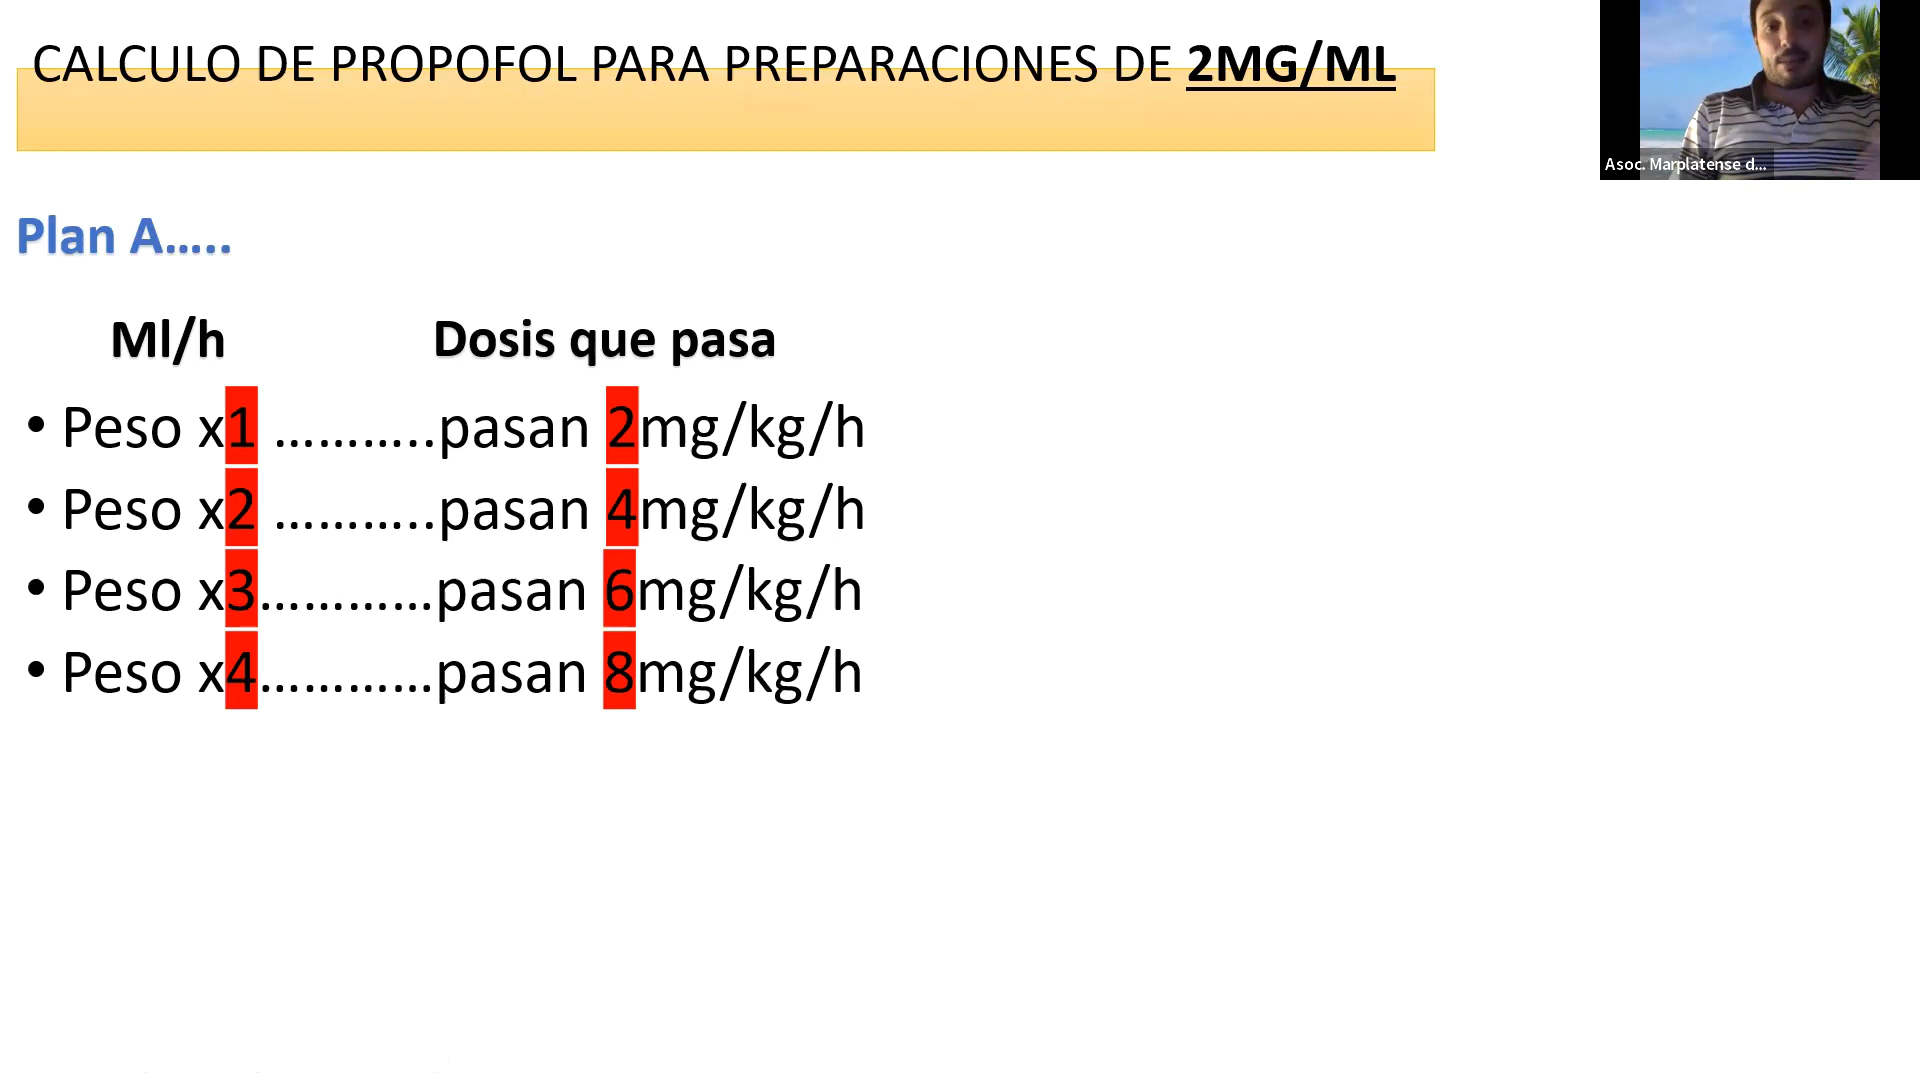 CALCULO DE PROPOFOL PARA PREPARACIONES DE 2MG/ML
Asoc. Marplatense d...
Plan A…..
Ml/h Dosis que pasa
• Peso x1 ………..pasan 2mg/kg/h
• Peso x2 ………..pasan 4mg/kg/h
• Peso x3…………pasan 6mg/kg/h
• Peso x4…………pasan 8mg/kg/h